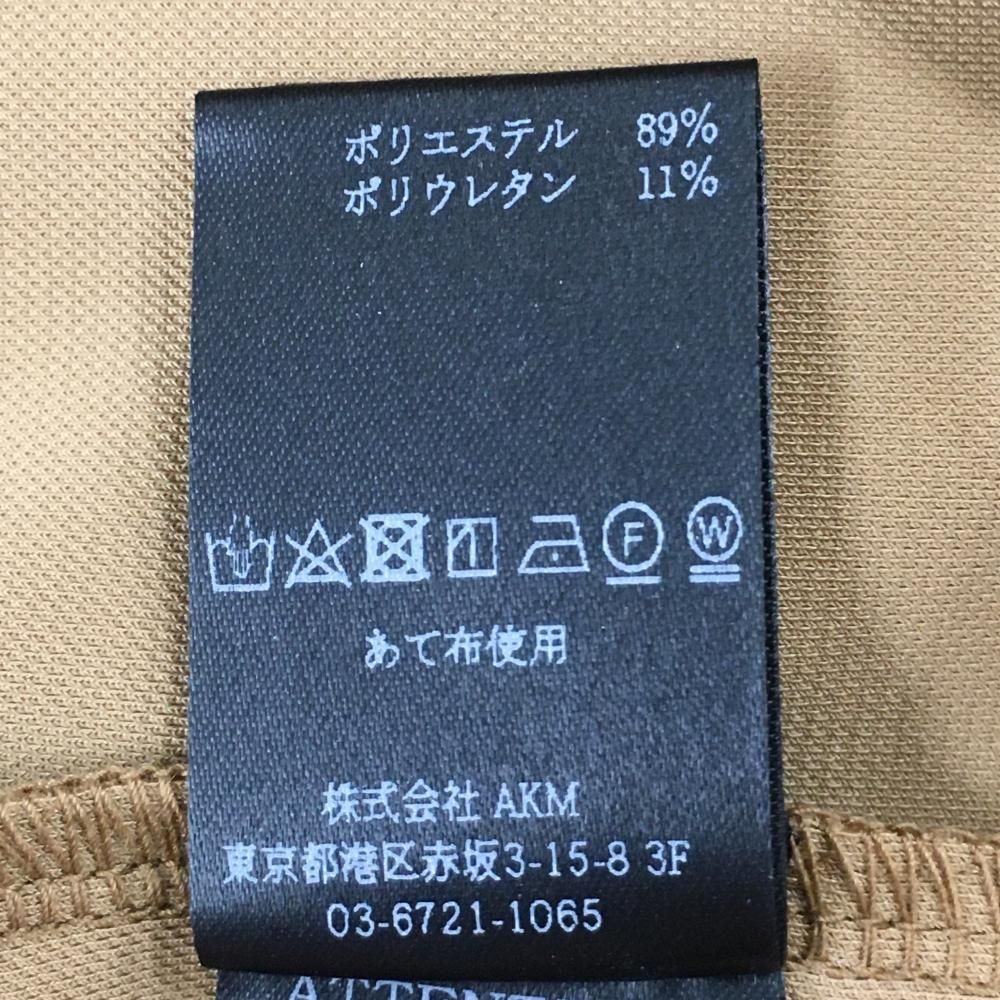 ポリエステル 89%
ポリウレタン 11%
F W
あて布使用
株式会社 AKM
東京都港区赤坂3-15-8 3F
03-6721-1065